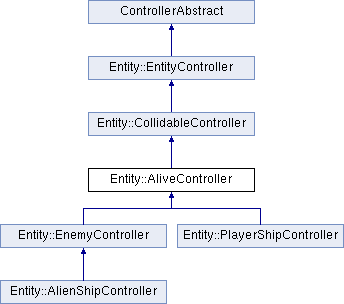 ControllerAbstract
Entity::EntityController
Entity::CollidableController
Entity::AliveController
Entity::EnemyController
Entity::PlayerShipController
Entity::AlienShipController